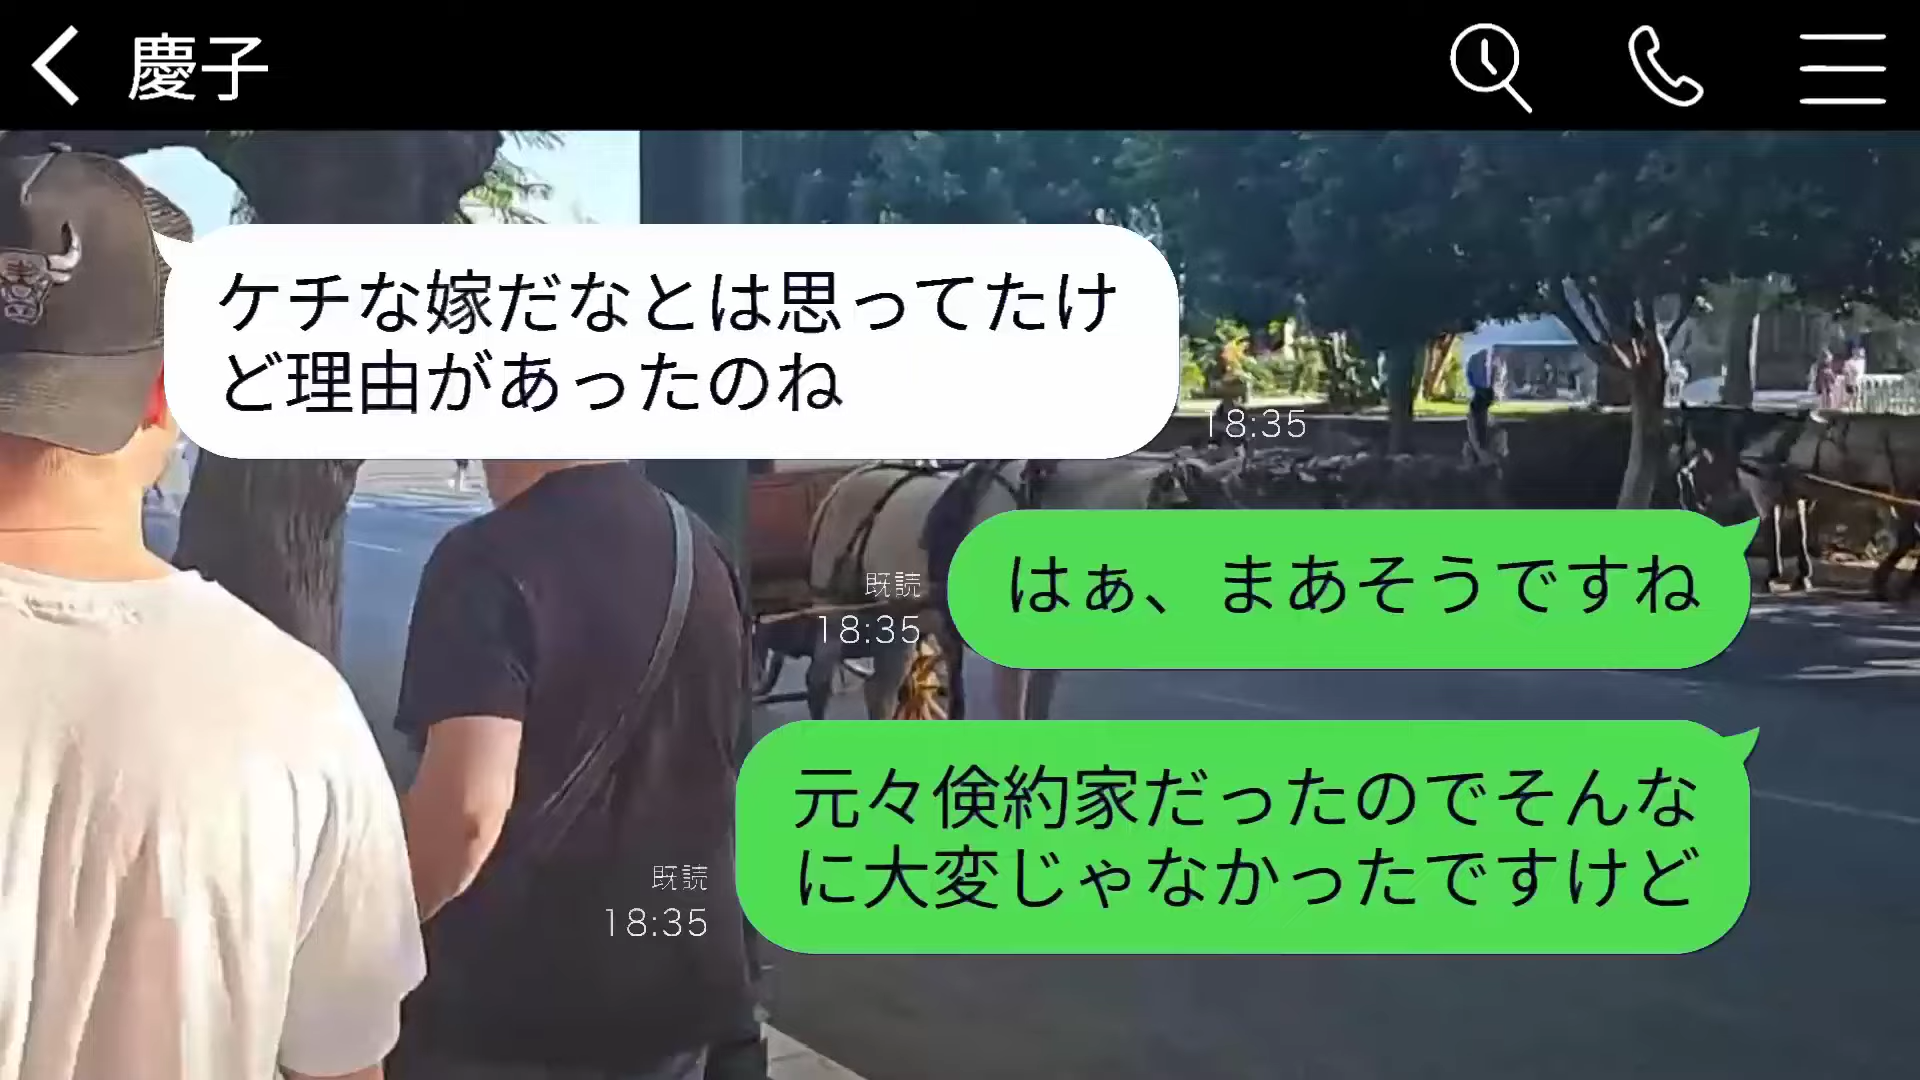 慶子
ケチな嫁だなとは思ってたけ
ど理由があったのね
18:35
はぁ、まあそうですね
既読
18:35
元々倹約家だったのでそんな
に大変じゃなかったですけど
既読
18:35